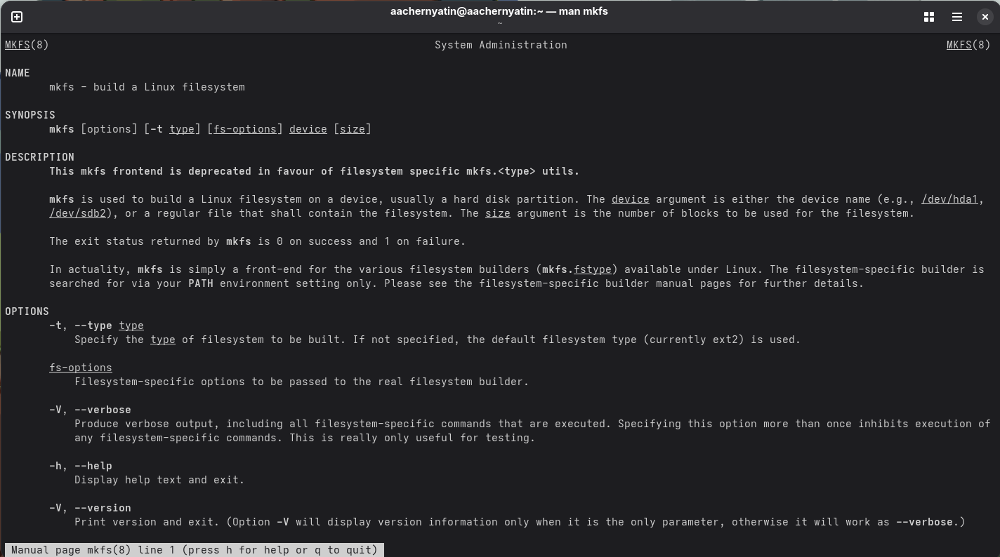 aachernyatin@aachernyatin:~ — man mkfs
~
MKFS(8) System Administration MKFS(8)
NAME
mkfs - build a Linux filesystem
SYNOPSIS
mkfs [options] [-t type] [fs-options] device [size]
DESCRIPTION
This mkfs frontend is deprecated in favour of filesystem specific mkfs.<type> utils.
mkfs is used to build a Linux filesystem on a device, usually a hard disk partition. The device argument is either the device name (e.g., /dev/hda1,
/dev/sdb2), or a regular file that shall contain the filesystem. The size argument is the number of blocks to be used for the filesystem.
The exit status returned by mkfs is 0 on success and 1 on failure.
In actuality, mkfs is simply a front-end for the various filesystem builders (mkfs.fstype) available under Linux. The filesystem-specific builder is
searched for via your PATH environment setting only. Please see the filesystem-specific builder manual pages for further details.
OPTIONS
-t, --type type
Specify the type of filesystem to be built. If not specified, the default filesystem type (currently ext2) is used.
fs-options
Filesystem-specific options to be passed to the real filesystem builder.
-V, --verbose
Produce verbose output, including all filesystem-specific commands that are executed. Specifying this option more than once inhibits execution of
any filesystem-specific commands. This is really only useful for testing.
-h, --help
Display help text and exit.
-V, --version
Print version and exit. (Option -V will display version information only when it is the only parameter, otherwise it will work as --verbose.)
Manual page mkfs(8) line 1 (press h for help or q to quit)